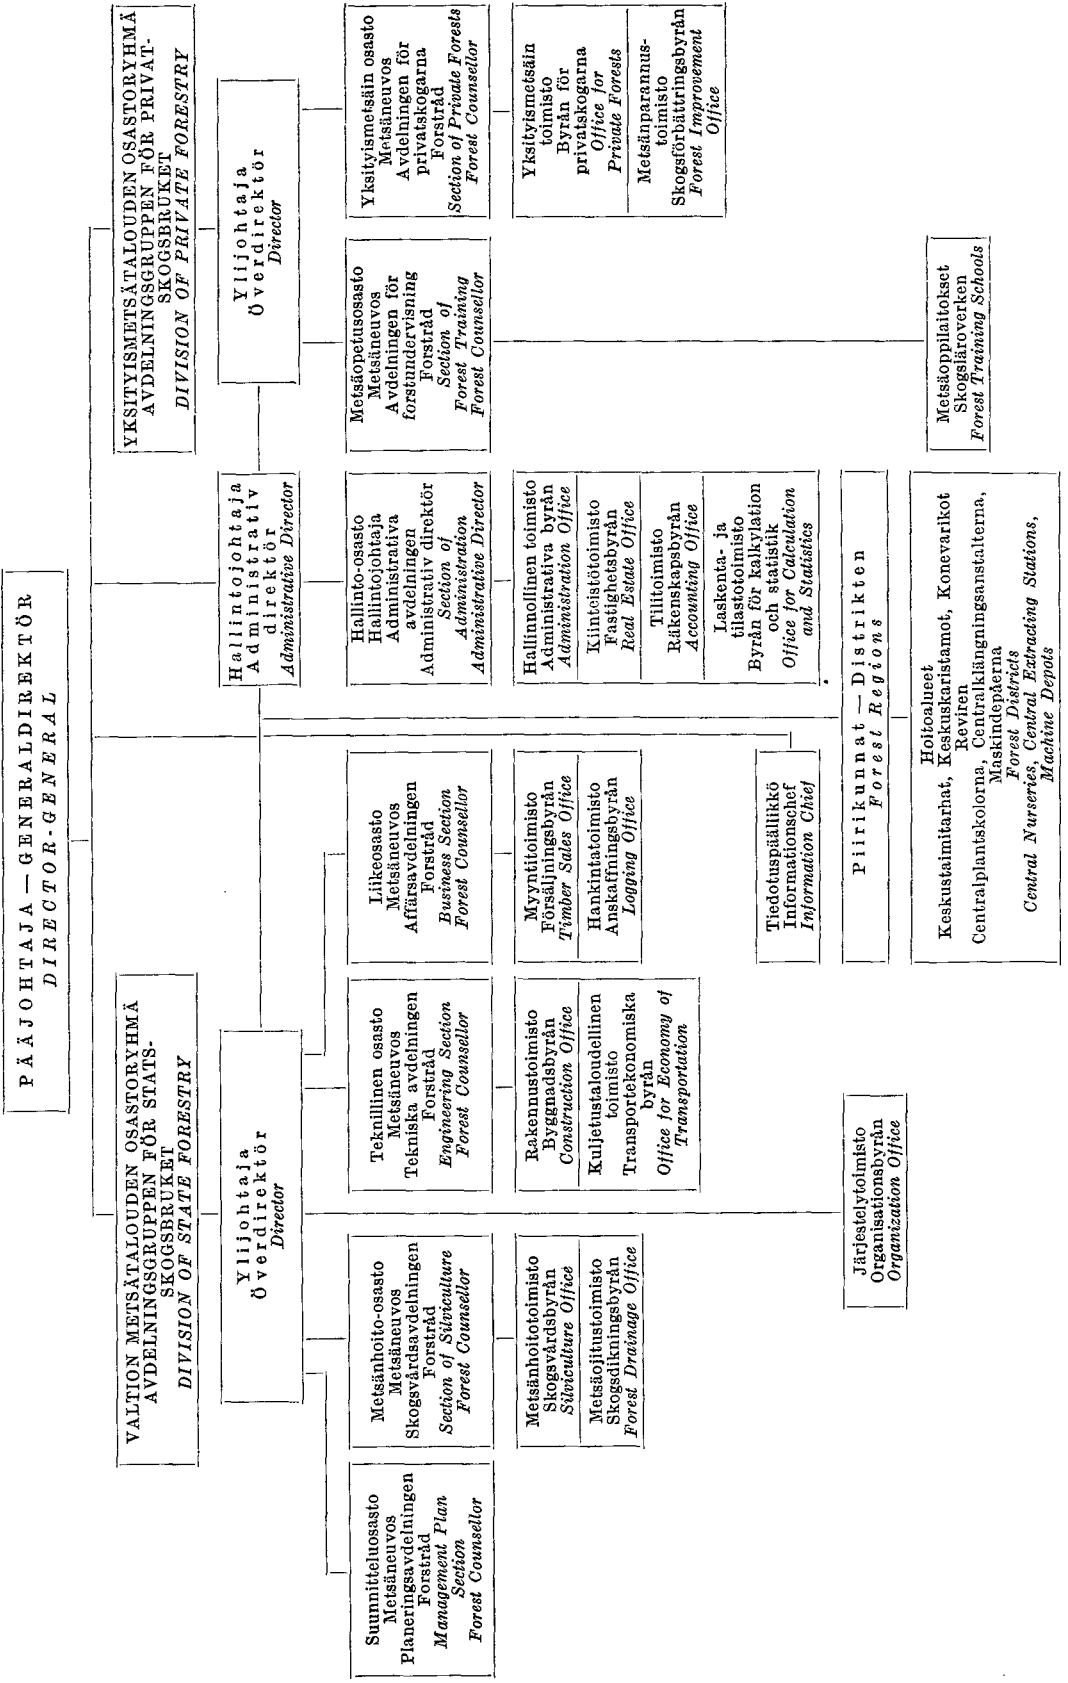 PÄÄJOHTAJA — GENERALDIREKTÖR
DIRECTOR-GENERAL
VALTION METSÄTALOUDEN OSASTORYHMÄ
AVDELNINGSGRUPPEN FÖR STATS-
SKOGSBRUKET
DIVISION OF STATE FORESTRY
YKSITYISMETSÄTALOUDEN OSASTORYHMÄ
AVDELNINGSGRUPPEN FÖR PRIVAT-
SKOGSBRUKET
DIVISION OF PRIVATE FORESTRY
Ylijohtaja
Överdirektör
Director
Hallintojohtaja
Administrativ
direktör
Administrative Director
Ylijohtaja
Överdirektör
Director
Suunnitteluosasto
Metsäneuvos
Planeringsavdelningen
Forstråd
Management Plan
Section
Forest Counsellor
Metsänhoito-osasto
Metsäneuvos
Skogsvårdsavdelningen
Forstråd
Section of Silviculture
Forest Counsellor
Teknillinen osasto
Metsäneuvos
Tekniska avdelningen
Forstråd
Engineering Section
Forest Counsellor
Liikeosasto
Metsäneuvos
Affärsavdelningen
Forstråd
Business Section
Forest Counsellor
Hallinto-osasto
Hallintojohtaja
Administrativa
avdelningen
Administrativ direktör
Section of
Administration
Administrative Director
Metsäopetusosasto
Metsäneuvos
Avdelningen för
forstundervisning
Forstråd
Section of
Forest Training
Forest Counsellor
Yksityismetsäin osasto
Metsäneuvos
Avdelningen för
privatskogarna
Forstråd
Section of Private Forests
Forest Counsellor
Metsänhoitotoimisto
Skogsvårdsbyrån
Silviculture Office
Metsäojitustoimisto
Skogsdikningsbyrån
Forest Drainage Office
Rakennustoimisto
Byggnadsbyrån
Construction Office
Kuljetustaloudellinen
toimisto
Transportekonomiska
byrån
Office for Economy of
Transportation
Myyntitoimisto
Försäljningsbyrån
Timber Sales Office
Hankintatoimisto
Anskaffningsbyrån
Logging Office
Hallinnollinen toimisto
Administrativa byrån
Administration Office
Kiinteistötoimisto
Fastighetsbyrån
Real Estate Office
Tilitoimisto
Räkenskapsbyrån
Accounting Office
Laskenta- ja
tilastotoimisto
Byrån för kalkylation
och statistik
Office for Calculation
and Statistics
Yksityismetsäin
toimisto
Byrån för
privatskogarna
Office for
Private Forests
Metsänparannus-
toimisto
Skogsförbättringsbyrån
Forest Improvement
Office
Tiedotuspäällikkö
Informationschef
Information Chief
Järjestelytoimisto
Organisationsbyrån
Organization Office
Piirikunnat — Distrikten
Forest Regions
Metsäoppilaitokset
Skogsläroverken
Forest Training Schools
Hoitoalueet
Keskustaimitarhat, Keskuskaristamot, Konevarikot
Reviren
Centralplantskolorna, Centralklängningsanstalterna,
Maskindepåerna
Forest Districts
Central Nurseries, Central Extracting Stations,
Machine Depots